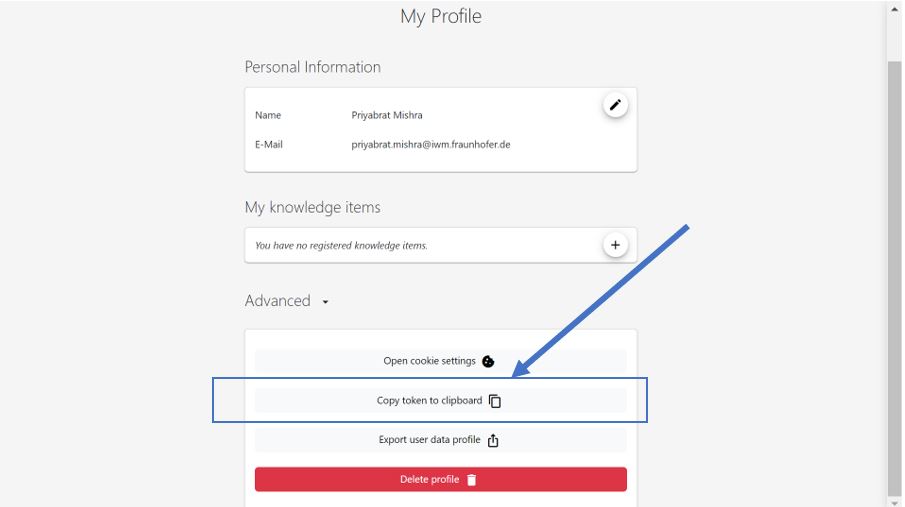 My Profile
Personal Information
Name Priyabrat Mishra
E-Mail priyabrat.mishra@iwm.fraunhofer.de
My knowledge items
You have no registered knowledge items.
Advanced
Open cookie settings
Copy token to clipboard
Export user data profile
Delete profile